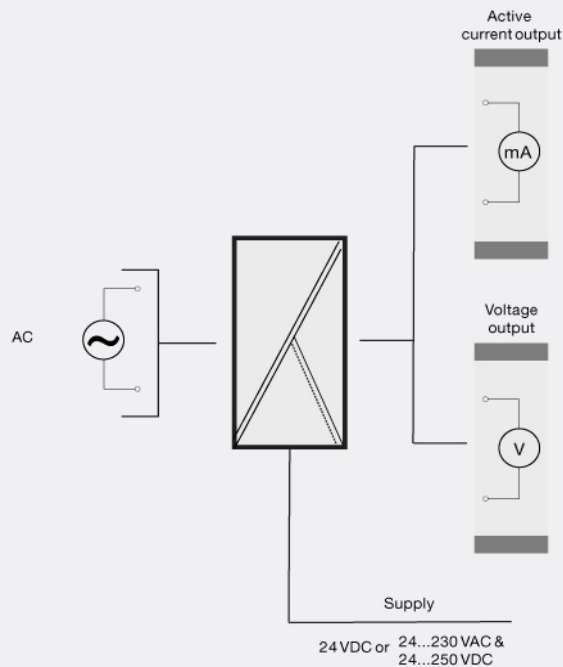 Active
current output
mA
AC
Voltage
output
V
Supply
24 VDC or 24...230 VAC &
24...250 VDC